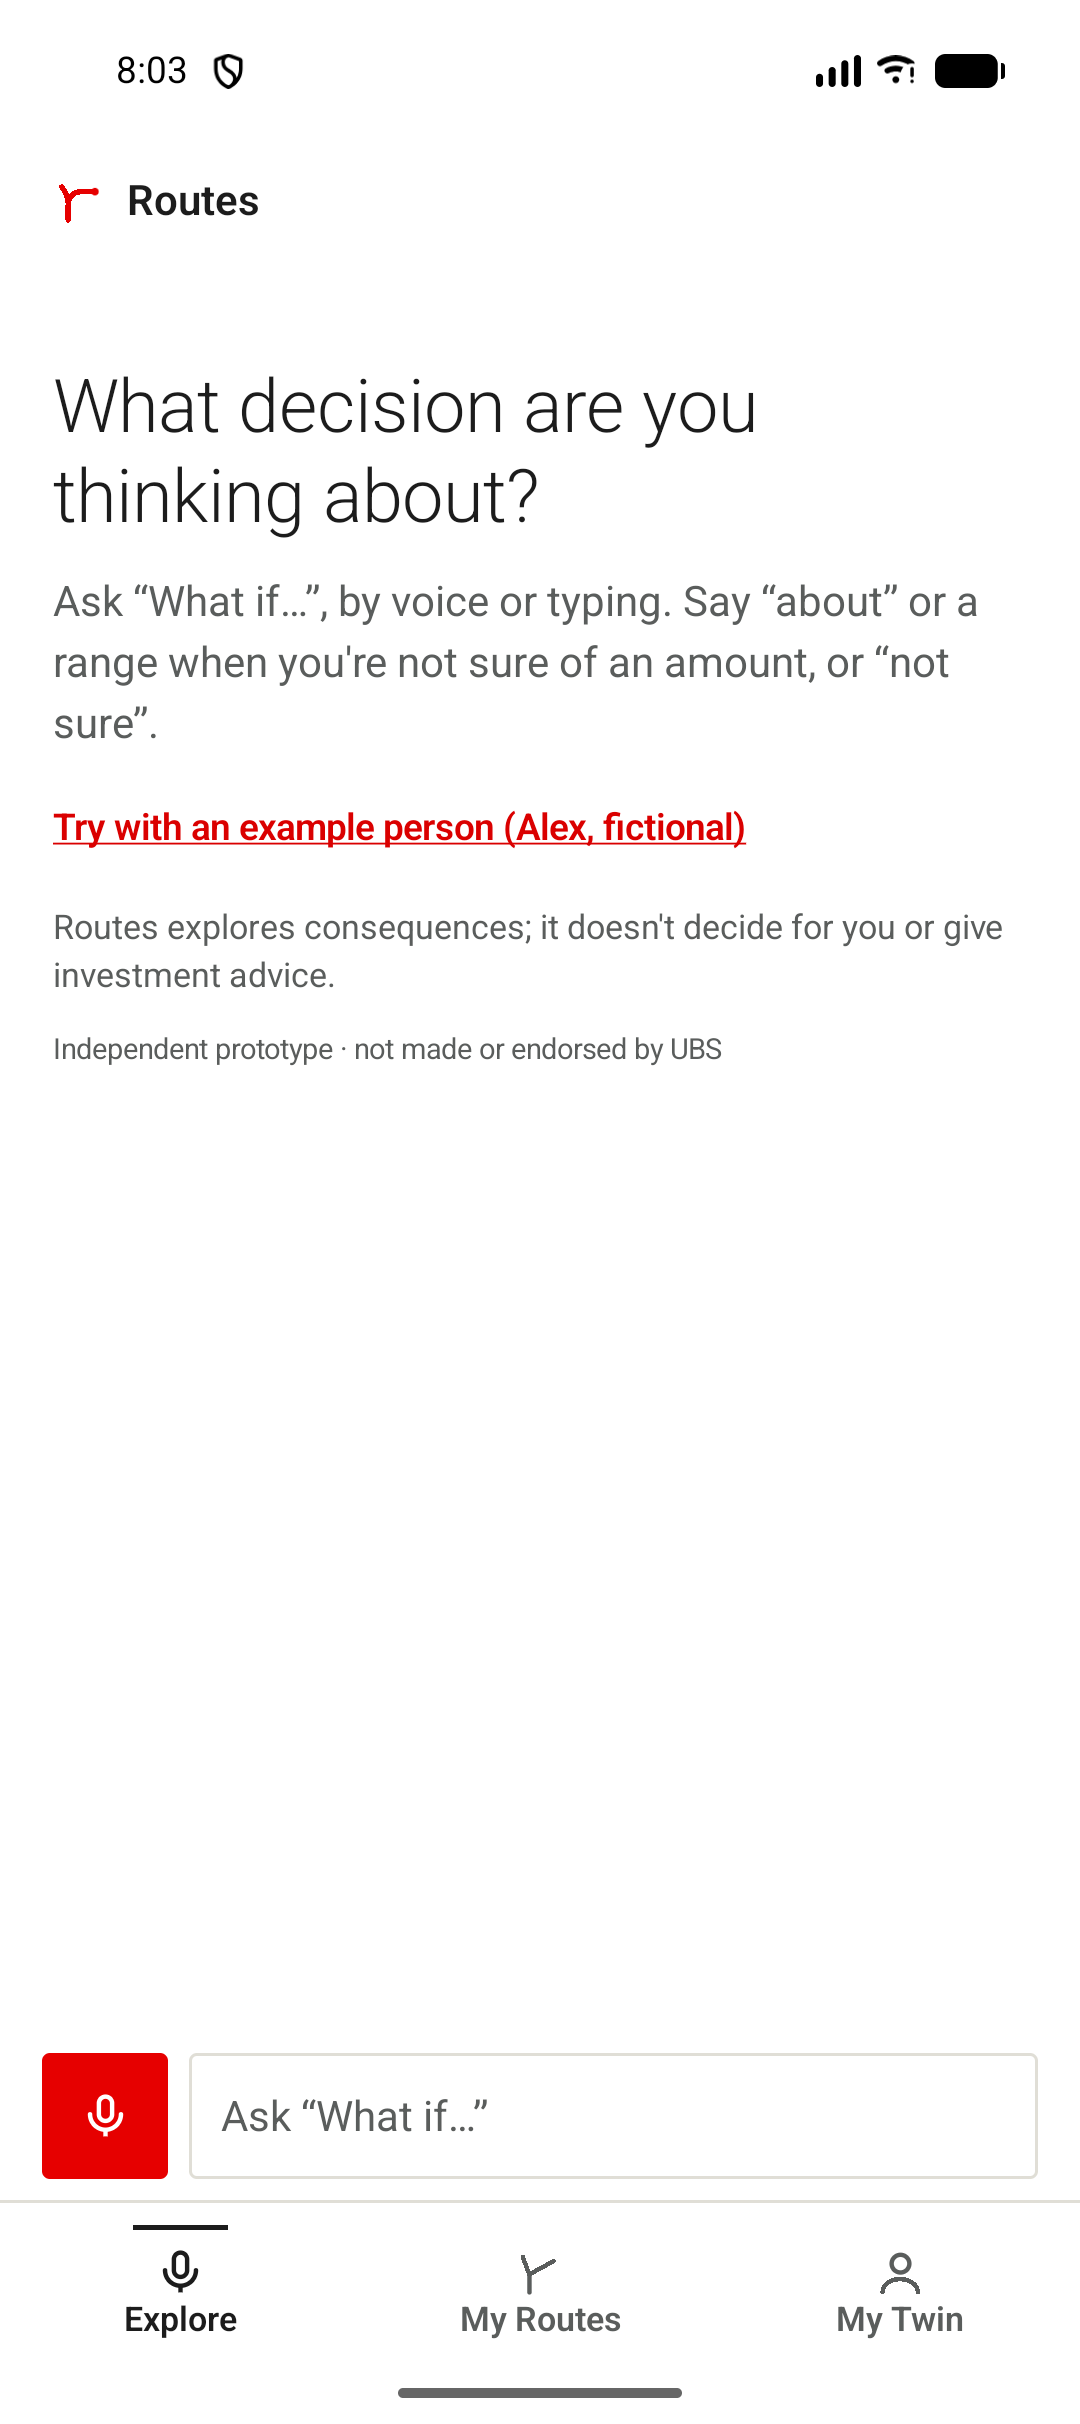 8:03
Routes
What decision are you
thinking about?
Ask “What if…”, by voice or typing. Say “about” or a
range when you're not sure of an amount, or “not
sure”.
Try with an example person (Alex, fictional)
Routes explores consequences; it doesn't decide for you or give
investment advice.
Independent prototype · not made or endorsed by UBS
Ask “What if…”
Explore
My Routes
My Twin